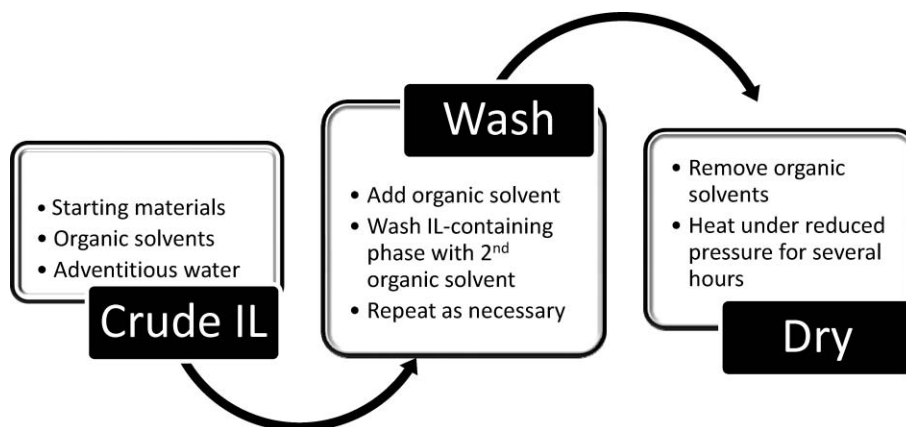 • Starting materials
• Organic solvents
• Adventitious water
Crude IL
Wash
• Add organic solvent
• Wash IL-containing
phase with 2nd
organic solvent
• Repeat as necessary
• Remove organic
solvents
• Heat under reduced
pressure for several
hours
Dry